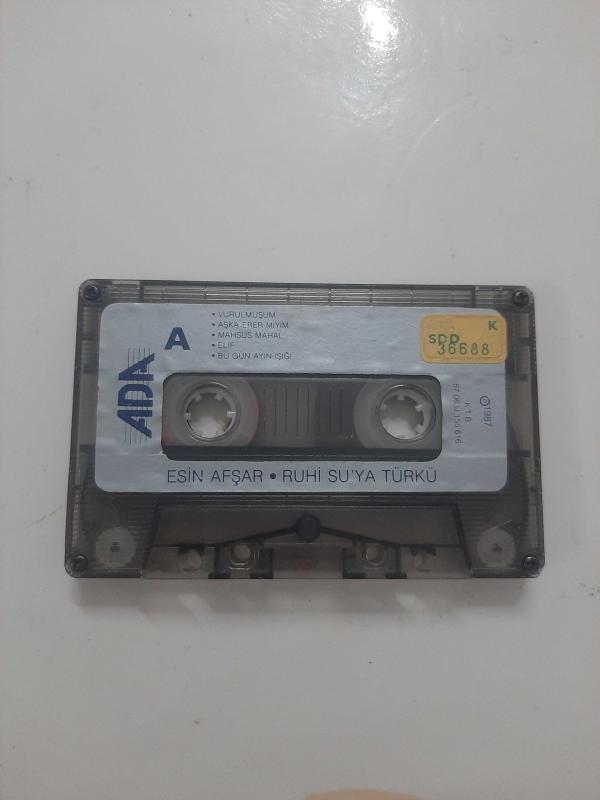 • VURULMUŞUM
• AŞKA ERER MİYİM
• MAHSUS MAHAL
• ELİF
• BU GÜN AYIN IŞIĞI
A
K
SDD
36688
ADA
© 1987
K.T.B
ESİN AFŞAR • RUHİ SU'YA TÜRKÜ